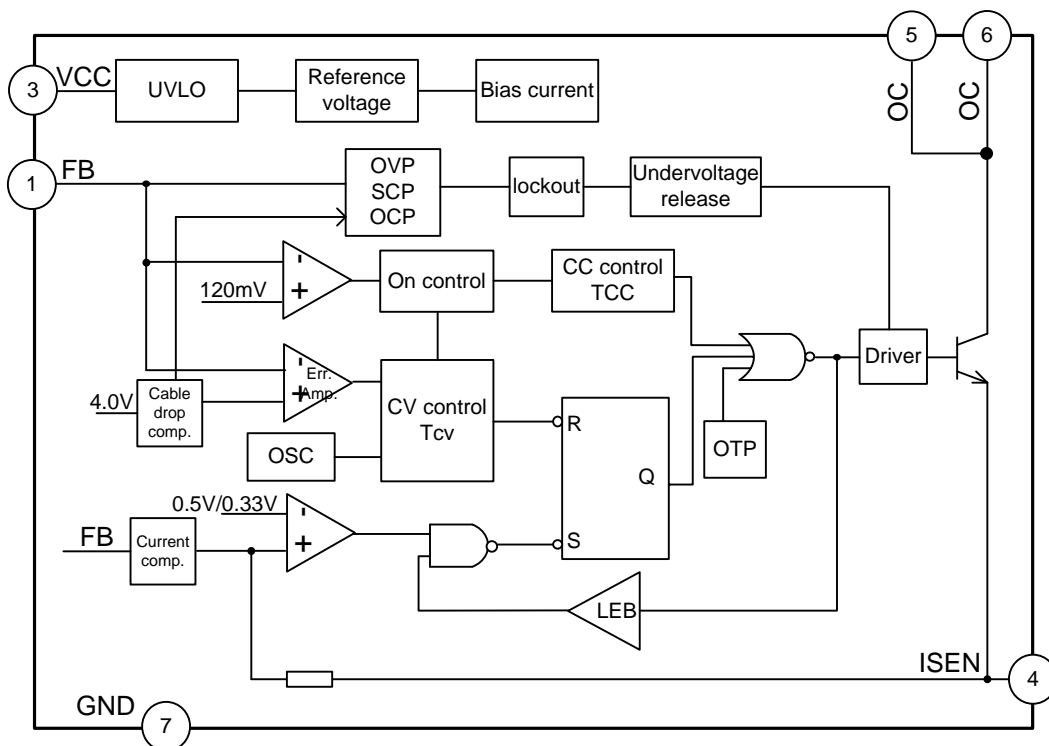 5
6
3
VCC
UVLO
Reference
voltage
Bias current
OC
OC
1
FB
OVP
SCP
OCP
lockout
Undervoltage
release
-
+
120mV
On control
CC control
TCC
Driver
-
+
Err.
Amp.
4.0V
Cable
drop
comp.
CV control
Tcv
OSC
R
Q
S
OTP
0.5V/0.33V
-
+
FB
Current
comp.
LEB
ISEN
4
GND
7